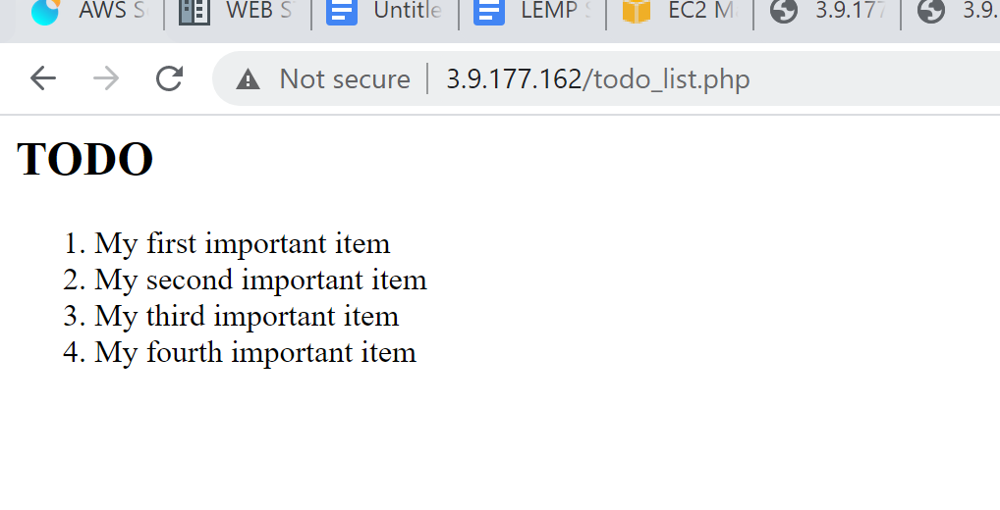 AWS S
WEB S
Untitle
LEMP S
EC2 M
3.9.177
3.9.
Not secure
3.9.177.162/todo_list.php
TODO
1. My first important item
2. My second important item
3. My third important item
4. My fourth important item